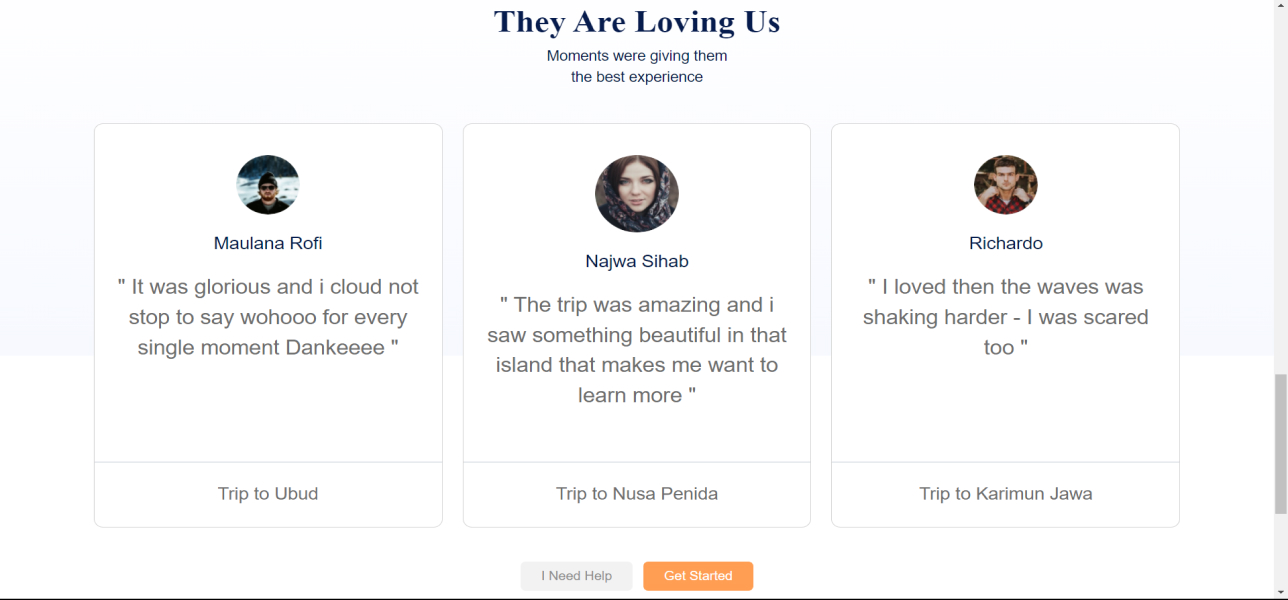 They Are Loving Us
Moments were giving them
the best experience
Maulana Rofi
" It was glorious and i cloud not
stop to say wohooo for every
single moment Dankeeee "
Trip to Ubud
Najwa Sihab
" The trip was amazing and i
saw something beautiful in that
island that makes me want to
learn more "
Trip to Nusa Penida
Richardo
" I loved then the waves was
shaking harder - I was scared
too "
Trip to Karimun Jawa
I Need Help
Get Started